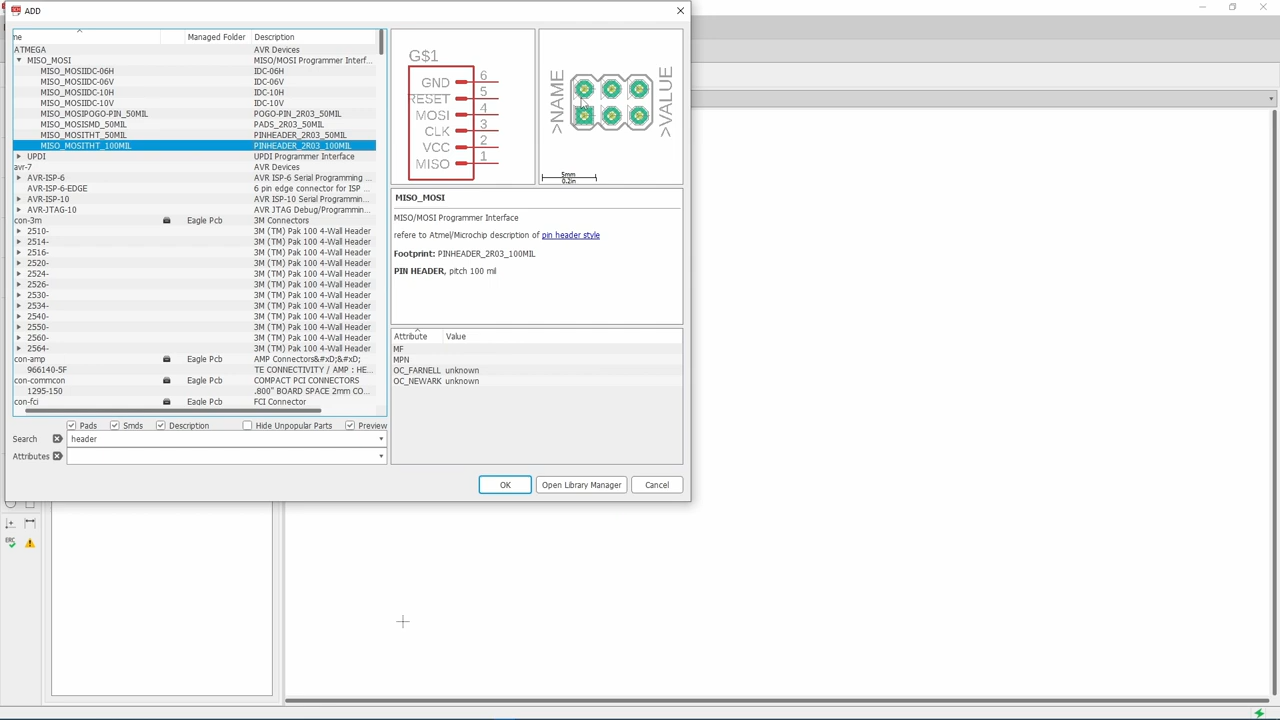 ADD
me Managed Folder Description
ATMEGA AVR Devices
MISO_MOSI MISO/MOSI Programmer Interf...
MISO_MOSIIDC-06H IDC-06H
MISO_MOSIIDC-06V IDC-06V
MISO_MOSIIDC-10H IDC-10H
MISO_MOSIIDC-10V IDC-10V
MISO_MOSIPOGO-PIN_50MIL POGO-PIN_2R03_50MIL
MISO_MOSISMD_50MIL PADS_2R03_50MIL
MISO_MOSITHT_50MIL PINHEADER_2R03_50MIL
MISO_MOSITHT_100MIL PINHEADER_2R03_100MIL
UPDI UPDI Programmer Interface
avr-7 AVR Devices
AVR-ISP-6 AVR ISP-6 Serial Programming ...
AVR-ISP-6-EDGE 6 pin edge connector for ISP ...
AVR-ISP-10 AVR ISP-10 Serial Programmin...
AVR-JTAG-10 AVR JTAG Debug/Programmin...
con-3m Eagle Pcb 3M Connectors
2510- 3M (TM) Pak 100 4-Wall Header
2514- 3M (TM) Pak 100 4-Wall Header
2516- 3M (TM) Pak 100 4-Wall Header
2520- 3M (TM) Pak 100 4-Wall Header
2524- 3M (TM) Pak 100 4-Wall Header
2526- 3M (TM) Pak 100 4-Wall Header
2530- 3M (TM) Pak 100 4-Wall Header
2534- 3M (TM) Pak 100 4-Wall Header
2540- 3M (TM) Pak 100 4-Wall Header
2550- 3M (TM) Pak 100 4-Wall Header
2560- 3M (TM) Pak 100 4-Wall Header
2564- 3M (TM) Pak 100 4-Wall Header
con-amp Eagle Pcb AMP Connectors&#xD;&#xD;
966140-5F TE CONNECTIVITY / AMP : HE...
con-commcon Eagle Pcb COMPACT PCI CONNECTORS
1295-150 .800" BOARD SPACE 2mm CO...
con-fci Eagle Pcb FCI Connector
Pads Smds Description Hide Unpopular Parts Preview
Search header
Attributes
G$1
GND 6
RESET 5
MOSI 4
CLK 3
VCC 2
MISO 1
>NAME
>VALUE
5mm
0.2in
MISO_MOSI
MISO/MOSI Programmer Interface
refere to Atmel/Microchip description of pin header style
Footprint: PINHEADER_2R03_100MIL
PIN HEADER, pitch 100 mil
Attribute Value
MF
MPN
OC_FARNELL unknown
OC_NEWARK unknown
OK Open Library Manager Cancel
ERC